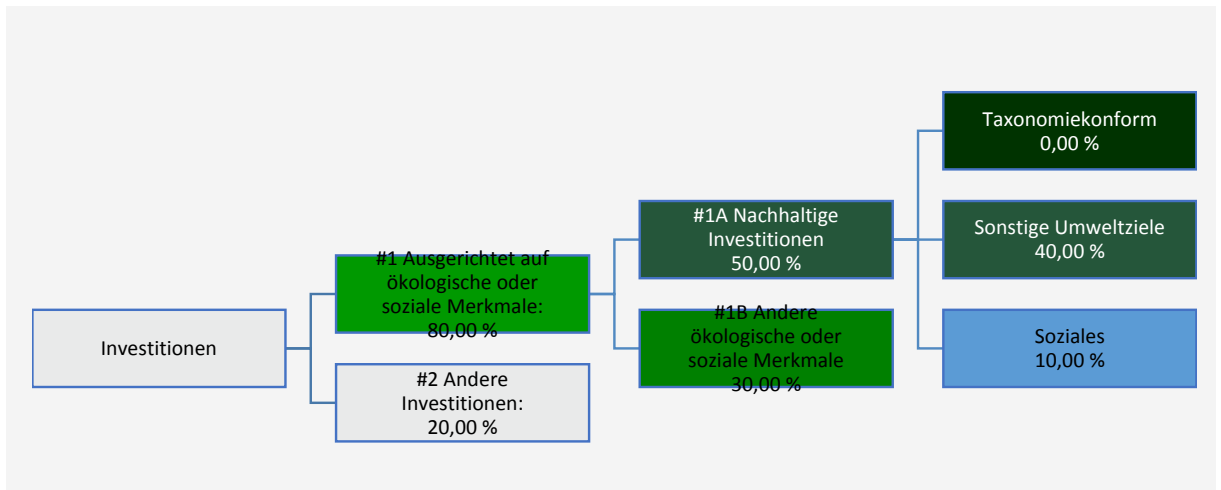 Investitionen
#1 Ausgerichtet auf
ökologische oder
soziale Merkmale:
80,00 %
#2 Andere
Investitionen:
20,00 %
#1A Nachhaltige
Investitionen
50,00 %
#1B Andere
ökologische oder
soziale Merkmale
30,00 %
Taxonomiekonform
0,00 %
Sonstige Umweltziele
40,00 %
Soziales
10,00 %